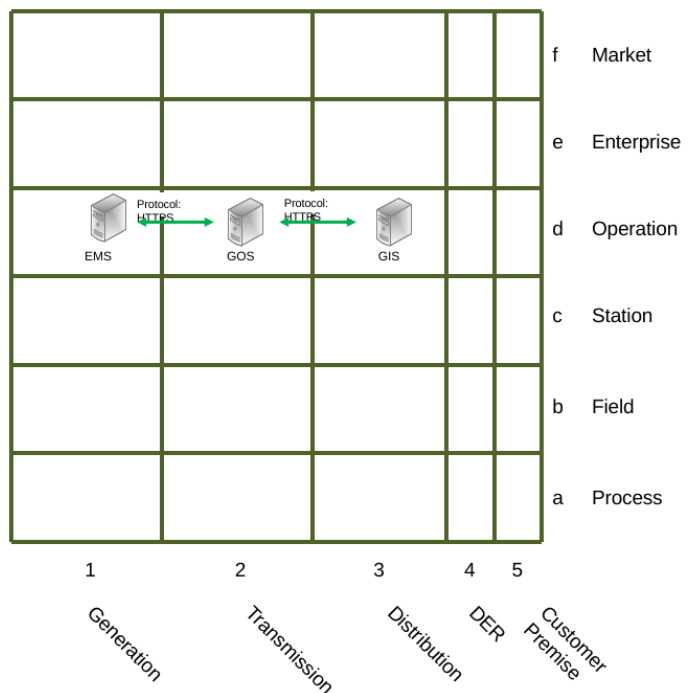 f Market
e Enterprise
Protocol:
HTTPS
Protocol:
HTTPS
EMS
GOS
GIS
d Operation
c Station
b Field
a Process
1 2 3 4 5
Generation
Transmission
Distribution
DER
Customer
Premise